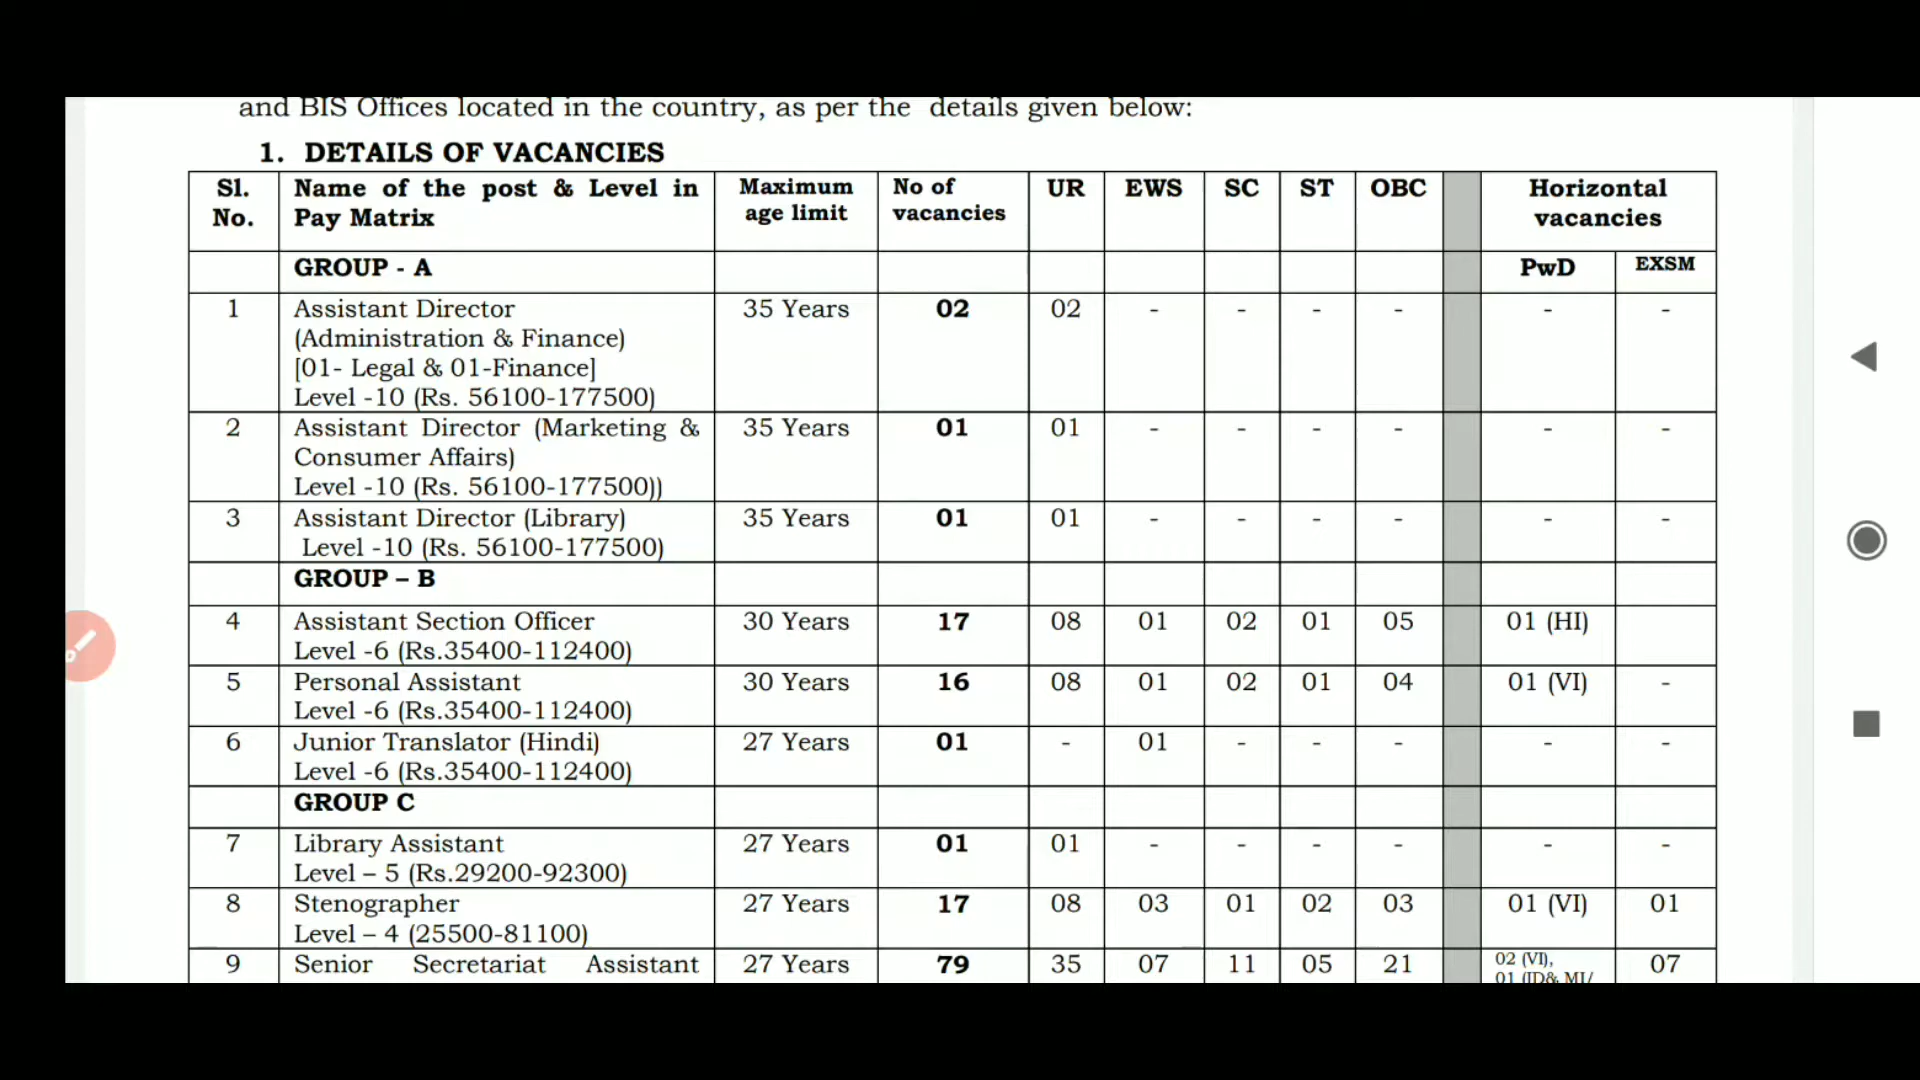 and BIS Offices located in the country, as per the details given below:
1. DETAILS OF VACANCIES
Sl. No. | Name of the post & Level in Pay Matrix | Maximum age limit | No of vacancies | UR | EWS | SC | ST | OBC | Horizontal vacancies
GROUP - A | PwD | EXSM
1 | Assistant Director | 35 Years | 02 | 02 | - | - | - | - | - | -
(Administration & Finance)
[01- Legal & 01-Finance]
Level -10 (Rs. 56100-177500)
2 | Assistant Director (Marketing & | 35 Years | 01 | 01 | - | - | - | - | - | -
Consumer Affairs)
Level -10 (Rs. 56100-177500))
3 | Assistant Director (Library) | 35 Years | 01 | 01 | - | - | - | - | - | -
Level -10 (Rs. 56100-177500)
GROUP – B
4 | Assistant Section Officer | 30 Years | 17 | 08 | 01 | 02 | 01 | 05 | 01 (HI)
Level -6 (Rs.35400-112400)
5 | Personal Assistant | 30 Years | 16 | 08 | 01 | 02 | 01 | 04 | 01 (VI) | -
Level -6 (Rs.35400-112400)
6 | Junior Translator (Hindi) | 27 Years | 01 | - | 01 | - | - | - | - | -
Level -6 (Rs.35400-112400)
GROUP C
7 | Library Assistant | 27 Years | 01 | 01 | - | - | - | - | - | -
Level – 5 (Rs.29200-92300)
8 | Stenographer | 27 Years | 17 | 08 | 03 | 01 | 02 | 03 | 01 (VI) | 01
Level – 4 (25500-81100)
9 | Senior Secretariat Assistant | 27 Years | 79 | 35 | 07 | 11 | 05 | 21 | 02 (VI), | 07
01 (ID& MI/